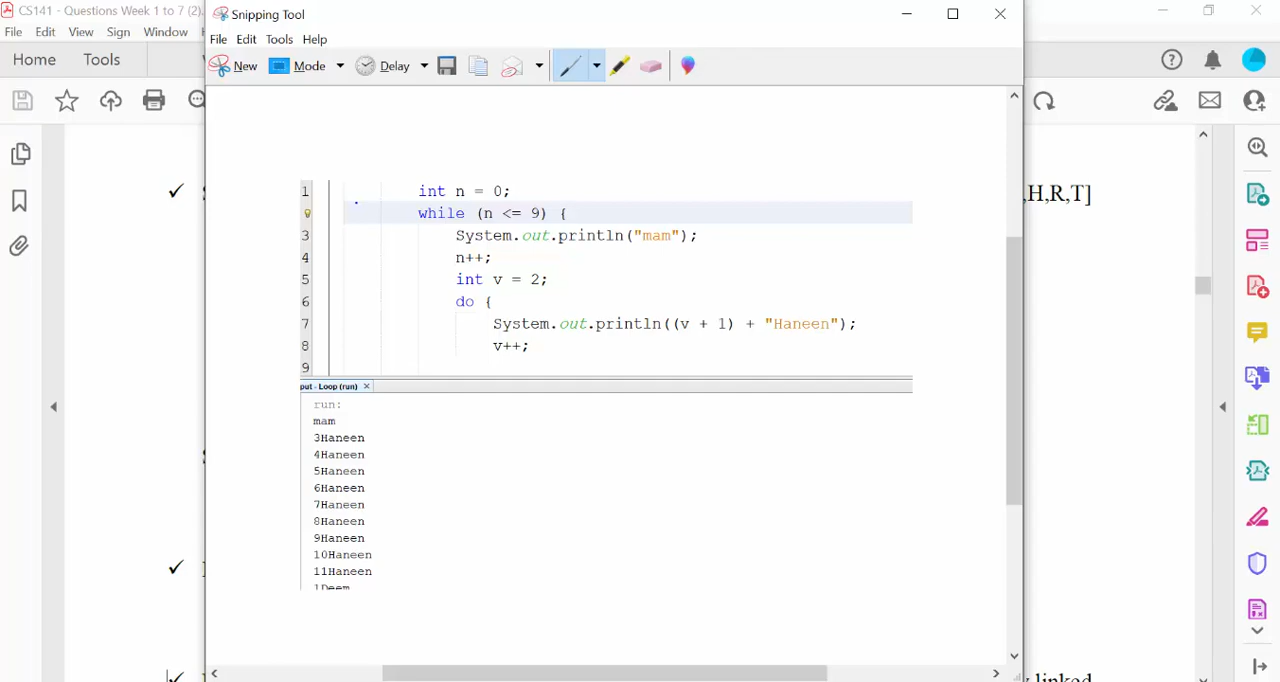 CS141 - Questions Week 1 to 7 (2).
Snipping Tool
File Edit View Sign Window
File Edit Tools Help
Home Tools
New Mode Delay
,H,R,T]
1 int n = 0;
while (n <= 9) {
3 System.out.println("mam");
4 n++;
5 int v = 2;
6 do {
7 System.out.println((v + 1) + "Haneen");
8 v++;
9
put - Loop (run)
run:
mam
3Haneen
4Haneen
5Haneen
6Haneen
7Haneen
8Haneen
9Haneen
10Haneen
11Haneen
1Deem
linked